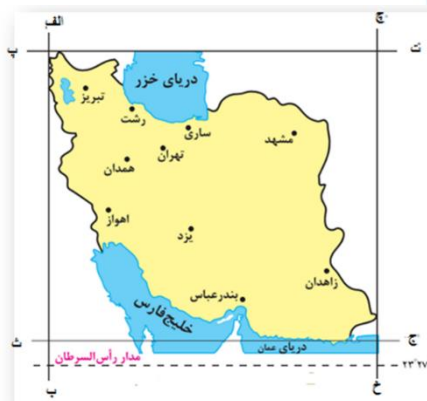 الف
چ
پ
ت
دریای خزر
تبریز
رشت
ساری
مشهد
تهران
همدان
اهواز
یزد
زاهدان
بندرعباس
خلیج فارس
دریای عمان
ث
ج
مدار رأس‌السرطان
۲۳°۲۷
ب
خ